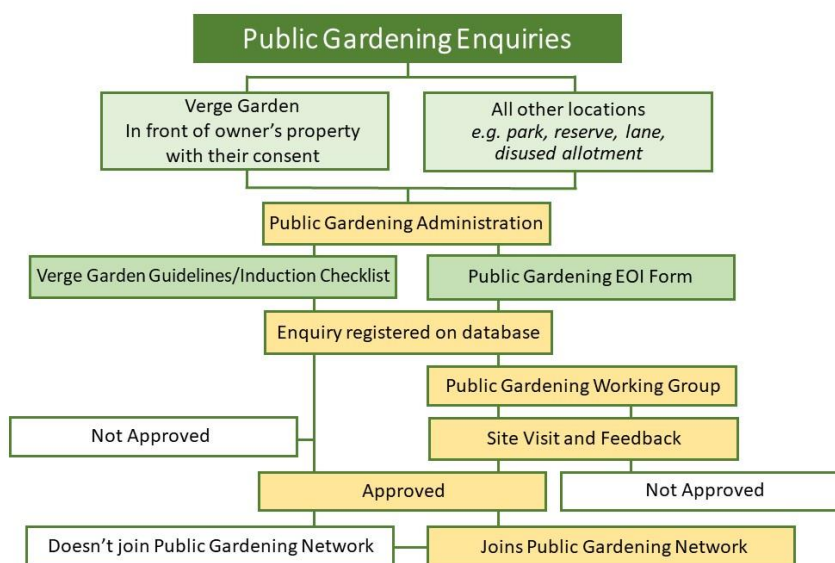 Public Gardening Enquiries
Verge Garden
In front of owner's property
with their consent
All other locations
e.g. park, reserve, lane,
disused allotment
Public Gardening Administration
Verge Garden Guidelines/Induction Checklist
Public Gardening EOI Form
Enquiry registered on database
Public Gardening Working Group
Not Approved
Site Visit and Feedback
Approved
Not Approved
Doesn't join Public Gardening Network
Joins Public Gardening Network